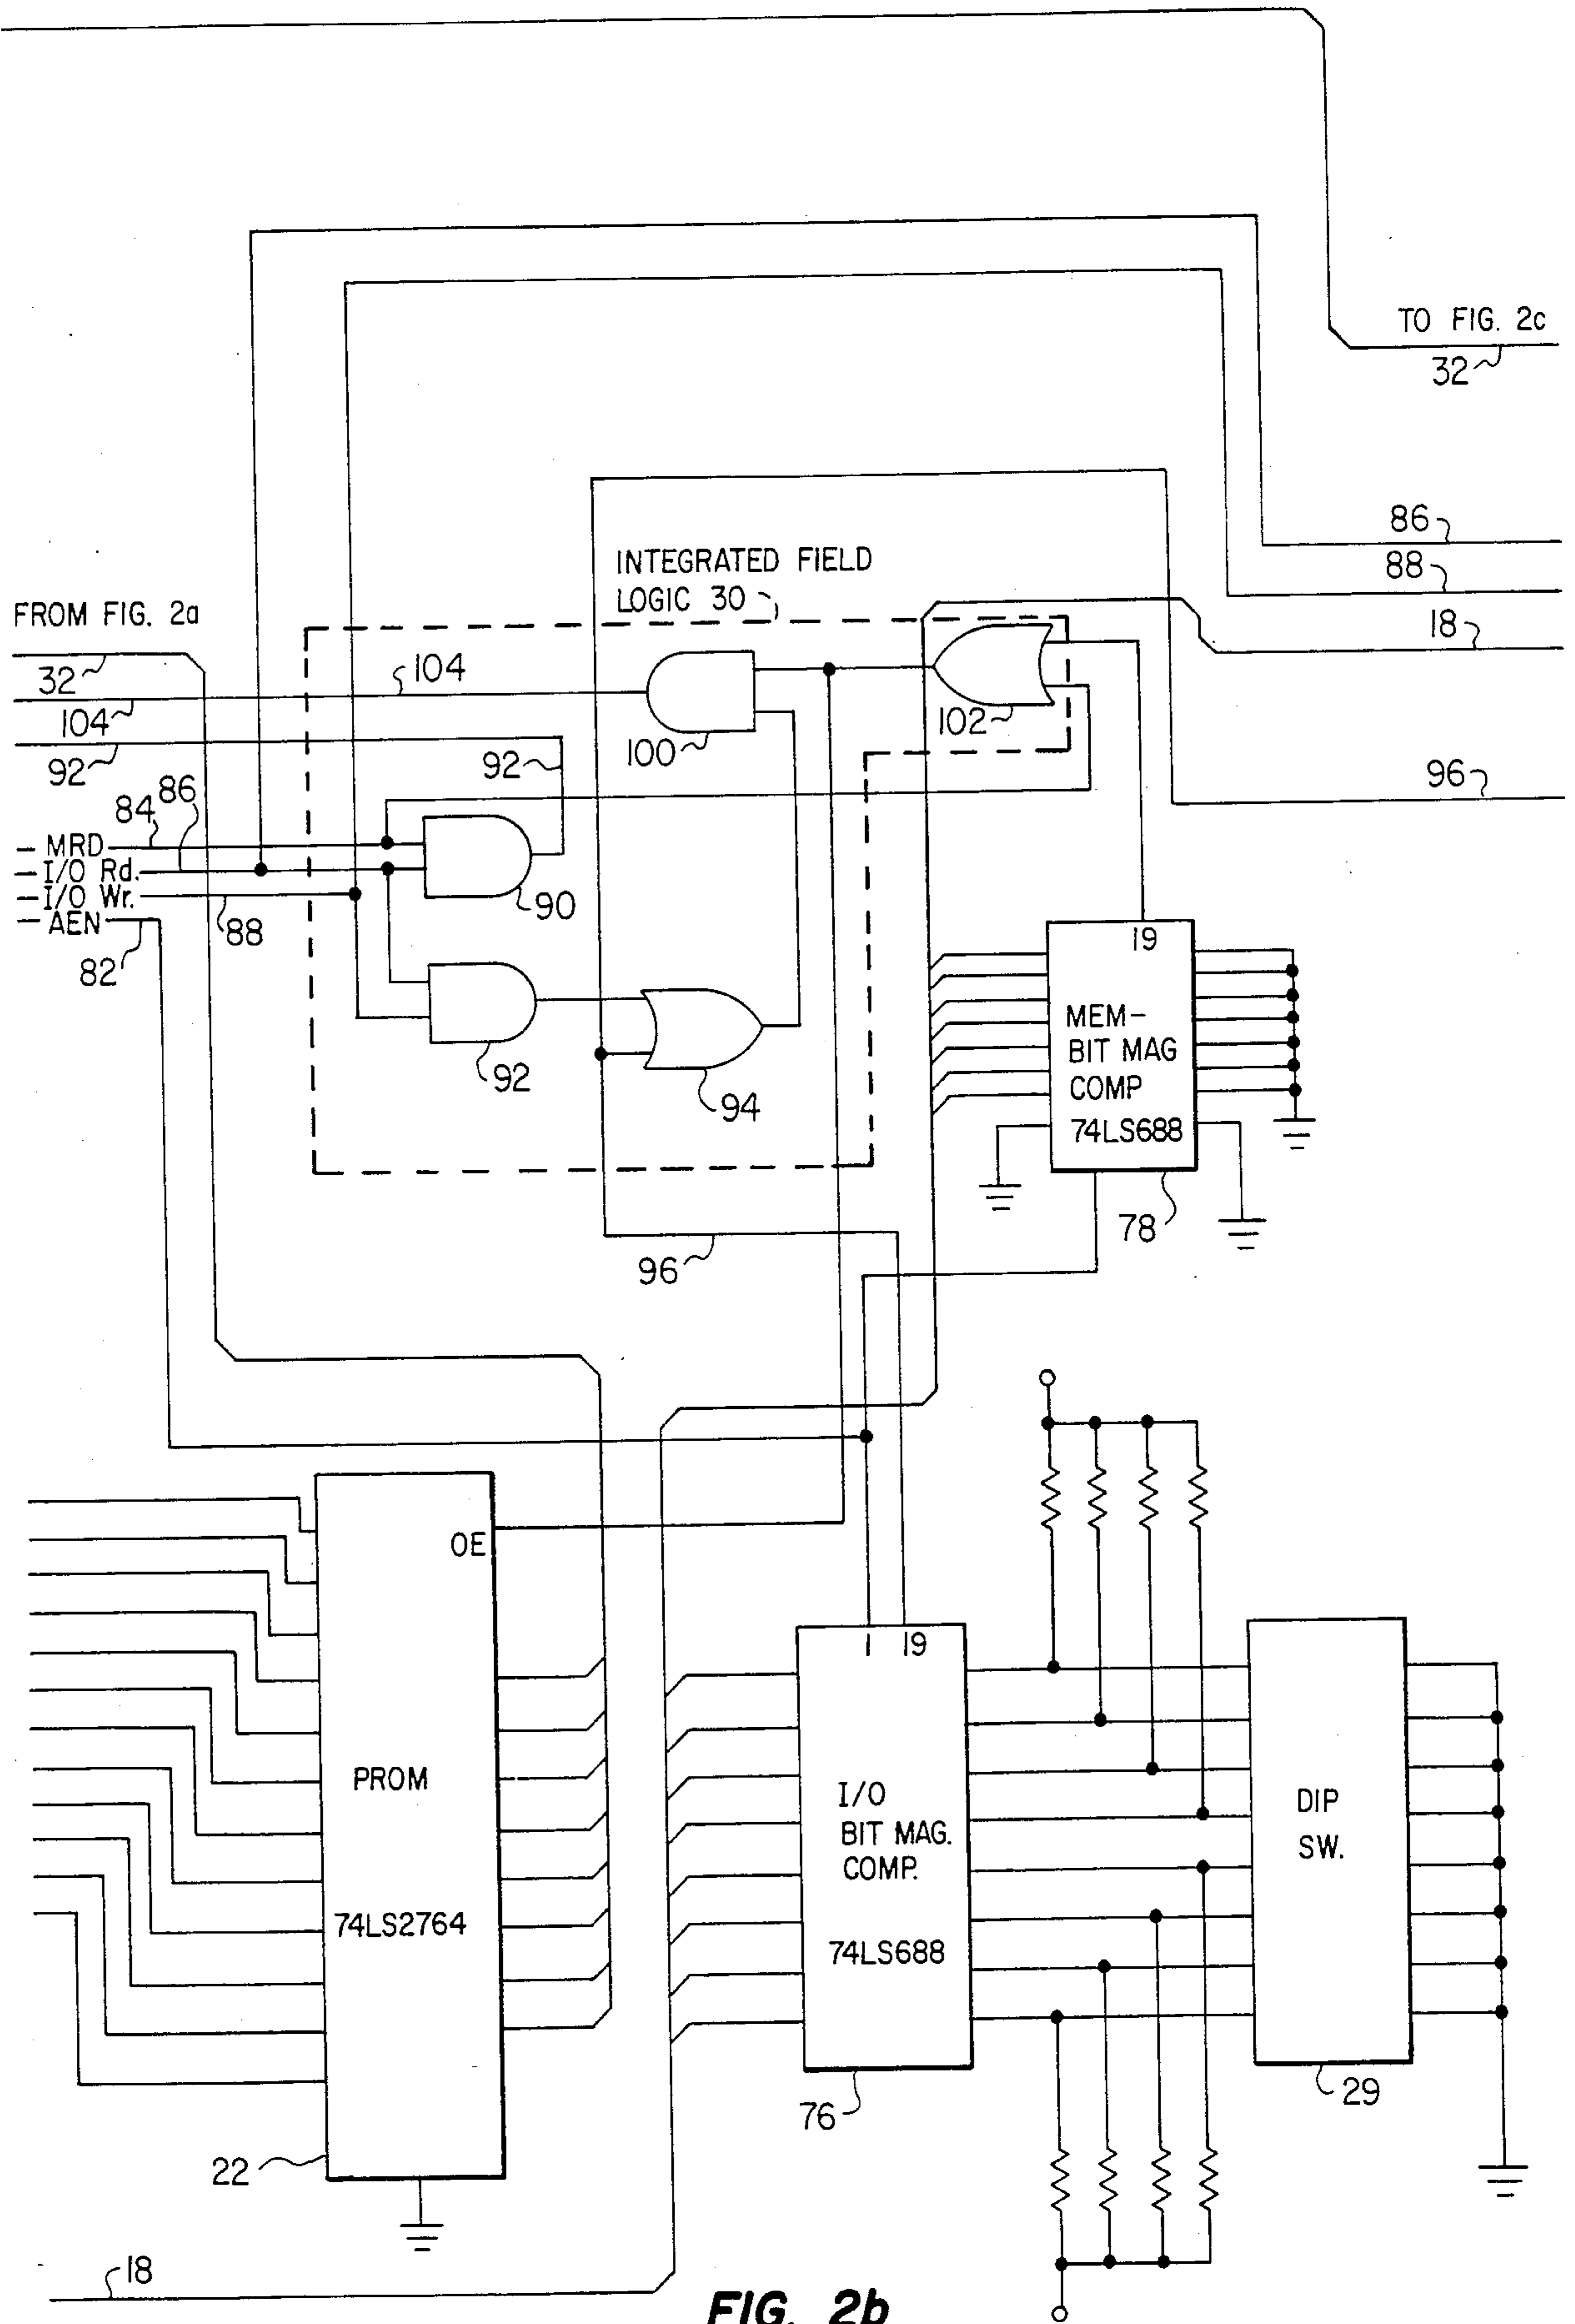 TO FIG. 2c
32
86
88
INTEGRATED FIELD
LOGIC 30
FROM FIG. 2a
18
32
104
104
102
100
92
92
96
84
86
– MRD
– I/O Rd.
– I/O Wr.
– AEN
88
82
90
92
94
19
MEM–
BIT MAG
COMP
74LS688
78
96
OE
PROM
74LS2764
22
1
19
I/O
BIT MAG.
COMP.
74LS688
76
DIP
SW.
29
18
FIG. 2b